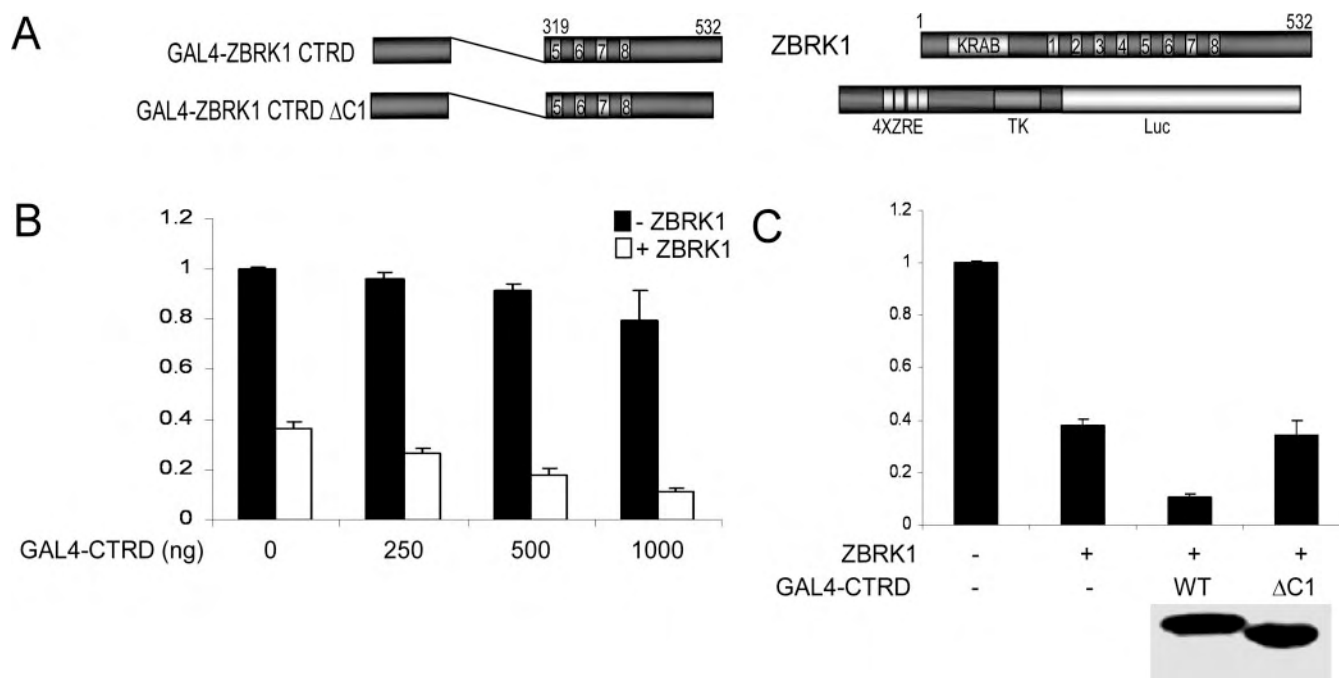 A
319 532
GAL4-ZBRK1 CTRD
5 6 7 8
GAL4-ZBRK1 CTRD ΔC1
5 6 7 8
1 532
ZBRK1
KRAB 1 2 3 4 5 6 7 8
4XZRE TK Luc
B
- ZBRK1
+ ZBRK1
1.2
1
0.8
0.6
0.4
0.2
0
GAL4-CTRD (ng) 0 250 500 1000
C
1.2
1
0.8
0.6
0.4
0.2
0
ZBRK1 - + + +
GAL4-CTRD - - WT ΔC1